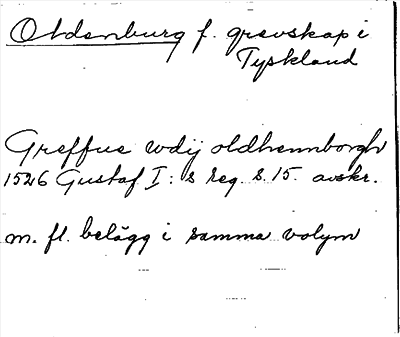 Oldenburg f. grevskap i
Tyskland
Greffue wdij oldhennborgh
1526 Gustaf I:s reg. s. 15. avskr.
m. fl. belägg i samma volym